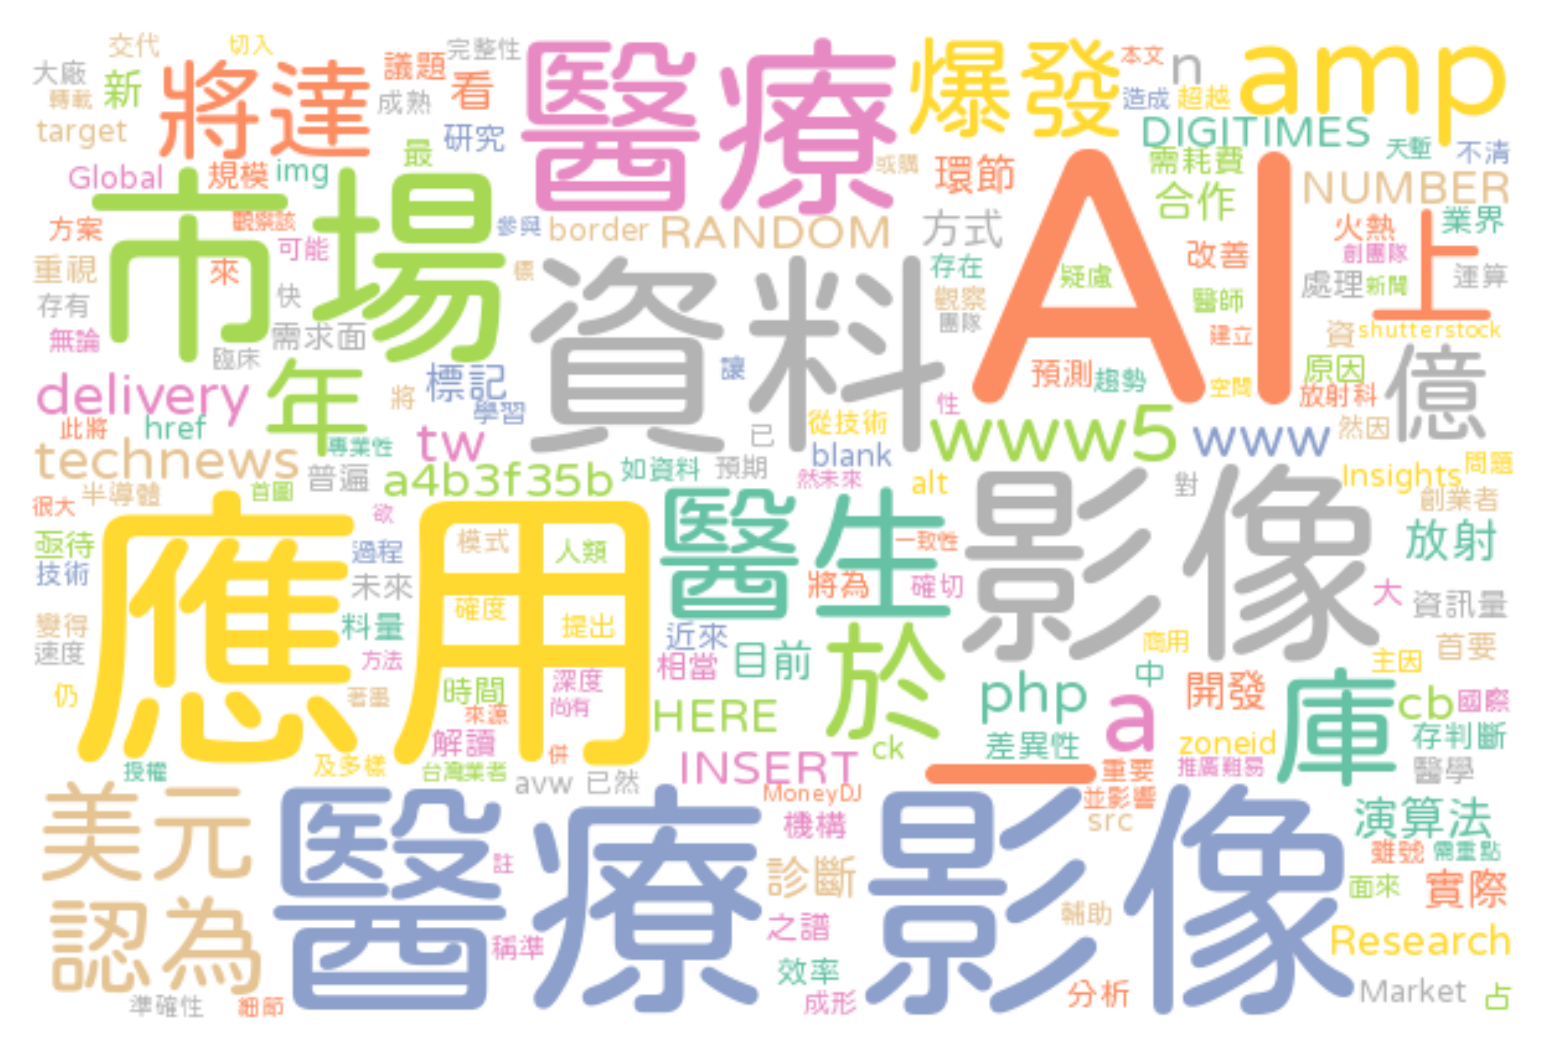 交代
切入
完整性
大廠
將達
議題
醫療
爆發
本文
n
amp
轉載
新
成熟
看
造成
超越
target
研究
DIGITIMES
最
需耗費
天塹
不清
Global
規模
img
或購
環節
AI
合作
NUMBER
市場
方案
觀察該
參與
border
RANDOM
方式
火熱
上
業界
可能
改善
創團隊
重視
來
標
資料
存在
疑慮
處理
新聞
運算
存有
快
觀察
醫師
無論
需求面
團隊
建立
資
shutterstock
臨床
讓
預測
趨勢
空間
原因
億
delivery
年
將
標記
學習
性
放射科
此將
href
專業性
tw
已
從技術
www5
www
然因
technews
普遍
a4b3f35b
如資料
預期
blank
然未來
alt
影像
對
Insights
問題
很大
半導體
首圖
欲
醫生
創業者
亟待
應用
過程
模式
人類
一致性
放射
技術
未來
將為
確切
大
資訊量
變得
料量
確度
提出
近來
目前
於
商用
首要
速度
方法
相當
中
主因
仍
著墨
時間
深度
HERE
php
a
開發
庫
cb
國際
來源
尚有
解讀
ck
差異性
zoneid
存判斷
授權
及多樣
台灣業者
併
avw
已然
INSERT
一
重要
推廣難易
醫學
美元
醫療
影像
MoneyDJ
並影響
機構
src
演算法
註
診斷
雖號
需重點
認為
面來
實際
輔助
之譜
稱準
效率
Research
準確性
細節
成形
分析
Market
占